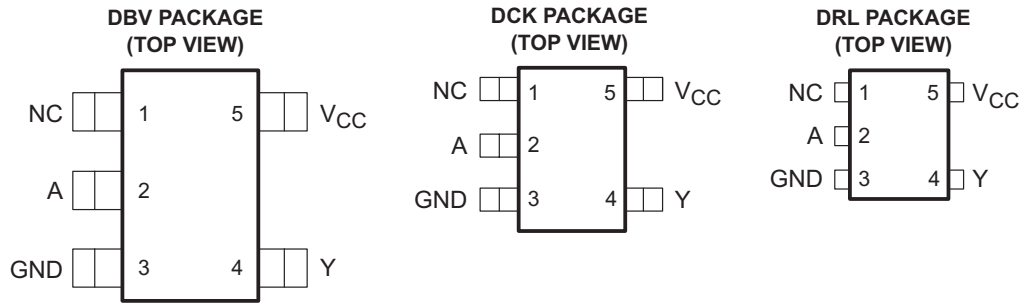 DBV PACKAGE
(TOP VIEW)
NC 1 5 VCC
A 2
GND 3 4 Y
DCK PACKAGE
(TOP VIEW)
NC 1 5 VCC
A 2
GND 3 4 Y
DRL PACKAGE
(TOP VIEW)
NC 1 5 VCC
A 2
GND 3 4 Y